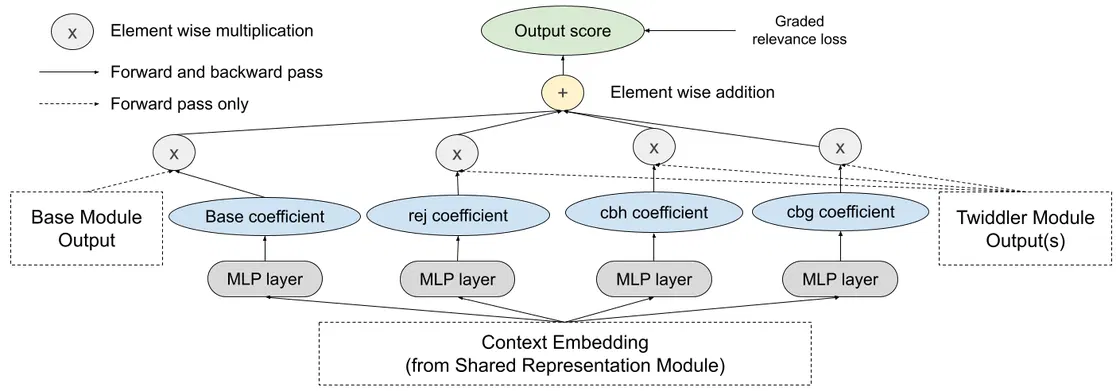 x
Element wise multiplication
Forward and backward pass
Forward pass only
Output score
Graded
relevance loss
+
Element wise addition
x
x
x
x
Base Module
Output
Base coefficient
rej coefficient
cbh coefficient
cbg coefficient
Twiddler Module
Output(s)
MLP layer
MLP layer
MLP layer
MLP layer
Context Embedding
(from Shared Representation Module)